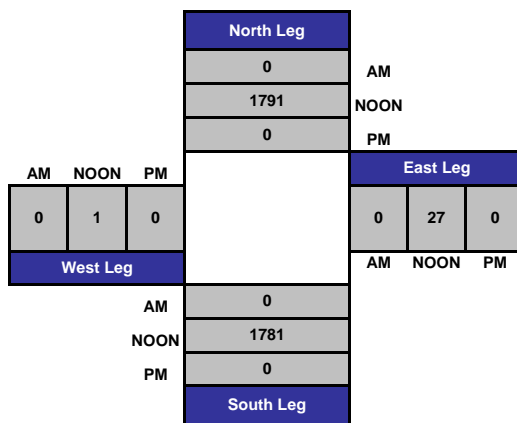 North Leg
0 AM
1791 NOON
0 PM
AM NOON PM
East Leg
0 1 0
0 27 0
West Leg
AM NOON PM
AM 0
NOON 1781
PM 0
South Leg